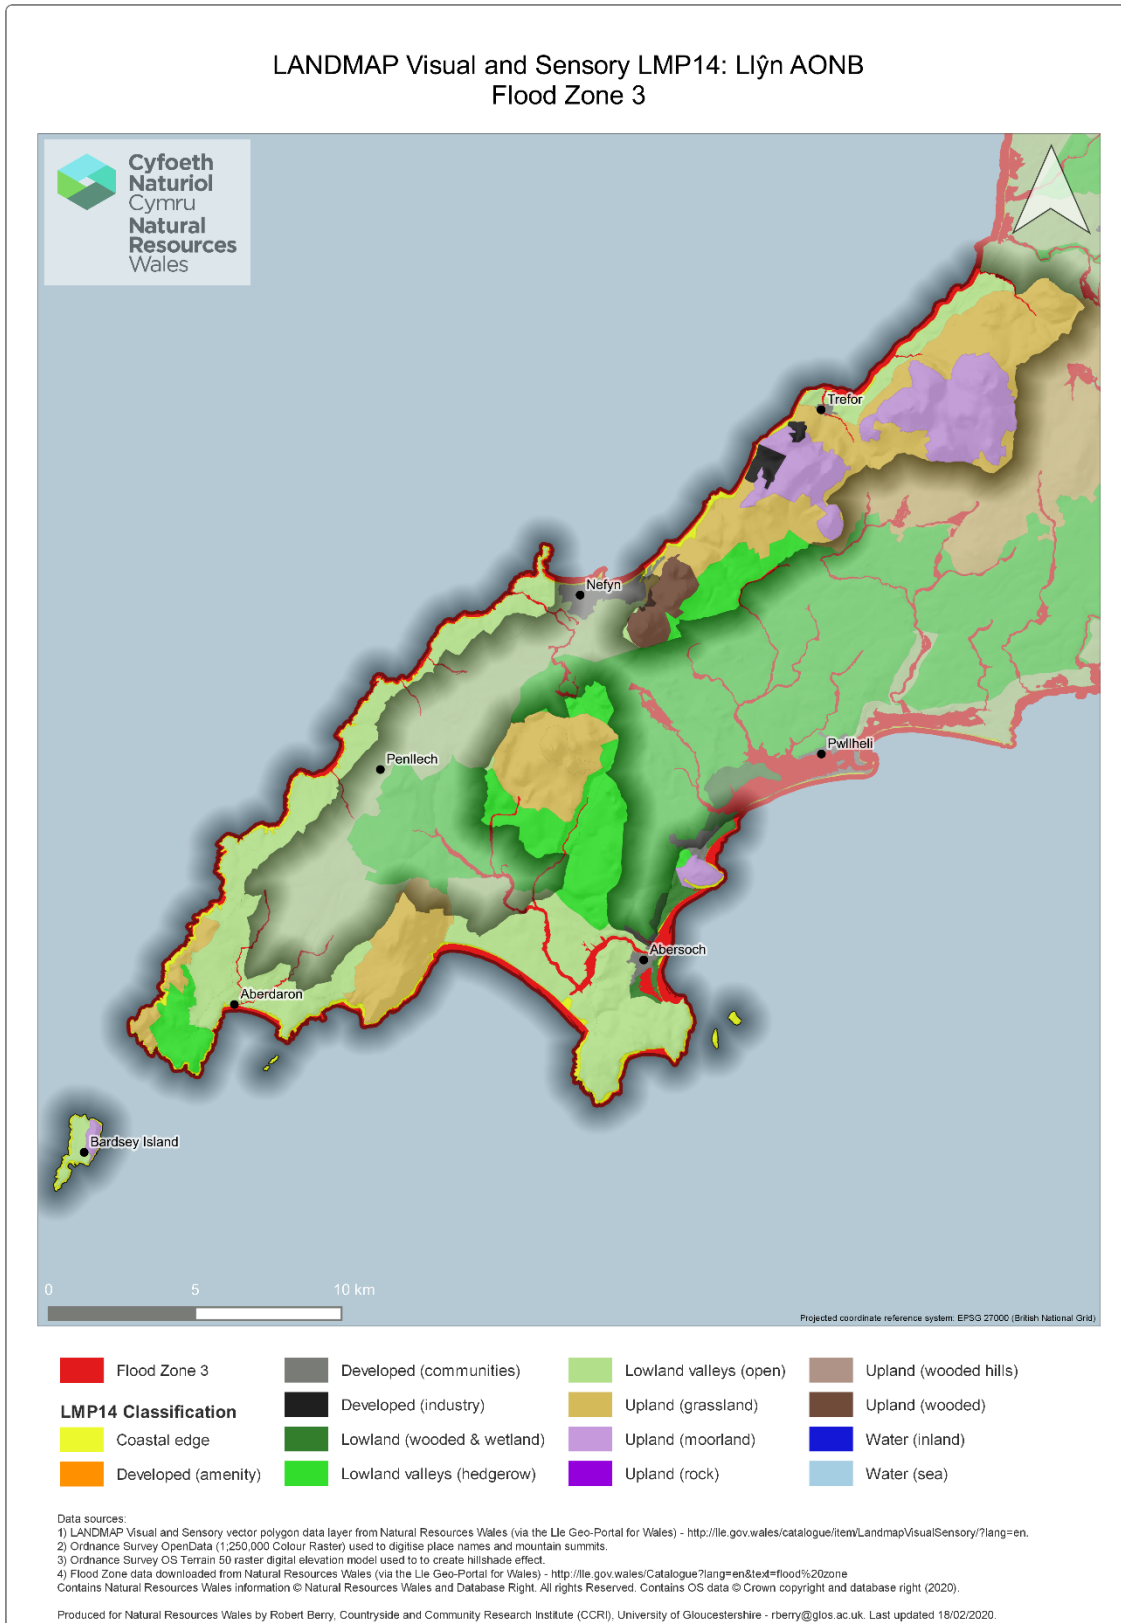 LANDMAP Visual and Sensory LMP14: Llŷn AONB
Flood Zone 3
Cyfoeth
Naturiol
Cymru
Natural
Resources
Wales
Trefor
Nefyn
Pwllheli
Penllech
Abersoch
Aberdaron
Bardsey Island
0 5 10 km
Projected coordinate reference system: EPSG 27000 (British National Grid)
Flood Zone 3
LMP14 Classification
Coastal edge
Developed (amenity)
Developed (communities)
Developed (industry)
Lowland (wooded & wetland)
Lowland valleys (hedgerow)
Lowland valleys (open)
Upland (grassland)
Upland (moorland)
Upland (rock)
Upland (wooded hills)
Upland (wooded)
Water (inland)
Water (sea)
Data sources:
1) LANDMAP Visual and Sensory vector polygon data layer from Natural Resources Wales (via the Lle Geo-Portal for Wales) - http://lle.gov.wales/catalogue/item/LandmapVisualSensory/?lang=en.
2) Ordnance Survey OpenData (1;250,000 Colour Raster) used to digitise place names and mountain summits.
3) Ordnance Survey OS Terrain 50 raster digital elevation model used to to create hillshade effect.
4) Flood Zone data downloaded from Natural Resources Wales (via the Lle Geo-Portal for Wales) - http://lle.gov.wales/Catalogue?lang=en&text=flood%20zone
Contains Natural Resources Wales information © Natural Resources Wales and Database Right. All rights Reserved. Contains OS data © Crown copyright and database right (2020).
Produced for Natural Resources Wales by Robert Berry, Countryside and Community Research Institute (CCRI), University of Gloucestershire - rberry@glos.ac.uk. Last updated 18/02/2020.